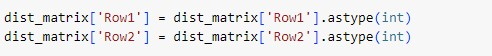 dist_matrix['Row1'] = dist_matrix['Row1'].astype(int)
dist_matrix['Row2'] = dist_matrix['Row2'].astype(int)